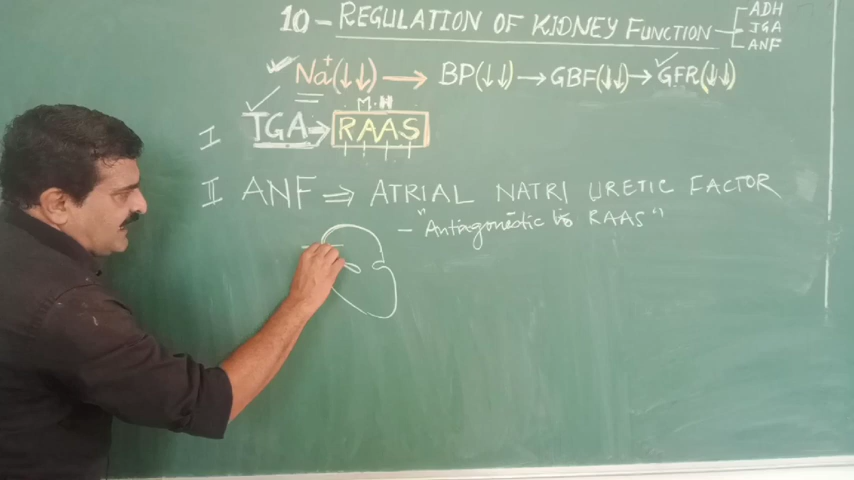 10 - REGULATION OF KIDNEY FUNCTION
ADH
JGA
ANF
Na+ (↓↓) → BP(↓↓) → GBF(↓↓) → GFR(↓↓)
M.H
I JGA → RAAS
II ANF ⇒ ATRIAL NATRI URETIC FACTOR
- "Antagonistic to RAAS"